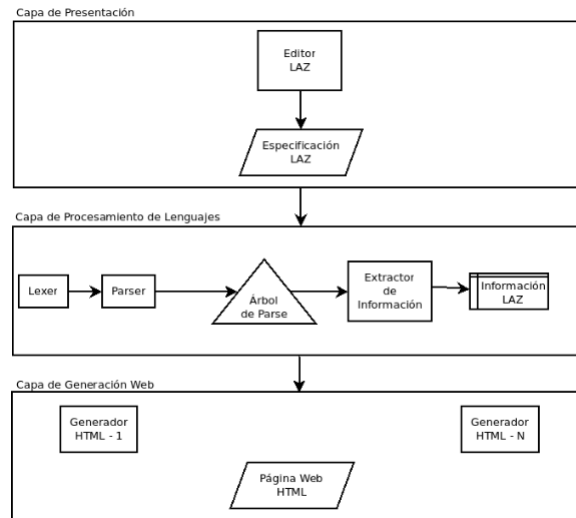 Capa de Presentación
Editor
LAZ
Especificación
LAZ
Capa de Procesamiento de Lenguajes
Lexer
Parser
Árbol
de Parse
Extractor
de
Información
Información
LAZ
Capa de Generación Web
Generador
HTML - 1
Generador
HTML - N
Página Web
HTML